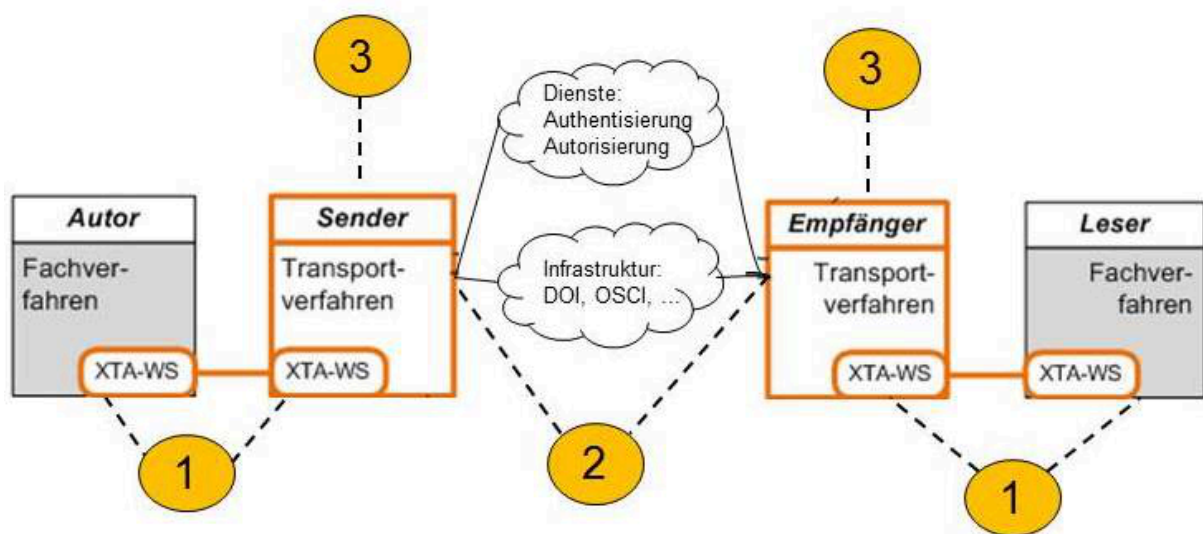 3
3
Dienste:
Authentisierung
Autorisierung
Autor
Fachver-
fahren
XTA-WS
Sender
Transport-
verfahren
XTA-WS
Infrastruktur:
DOI, OSCI, ...
Empfänger
Transport-
verfahren
XTA-WS
Leser
Fachver-
fahren
XTA-WS
1
2
1